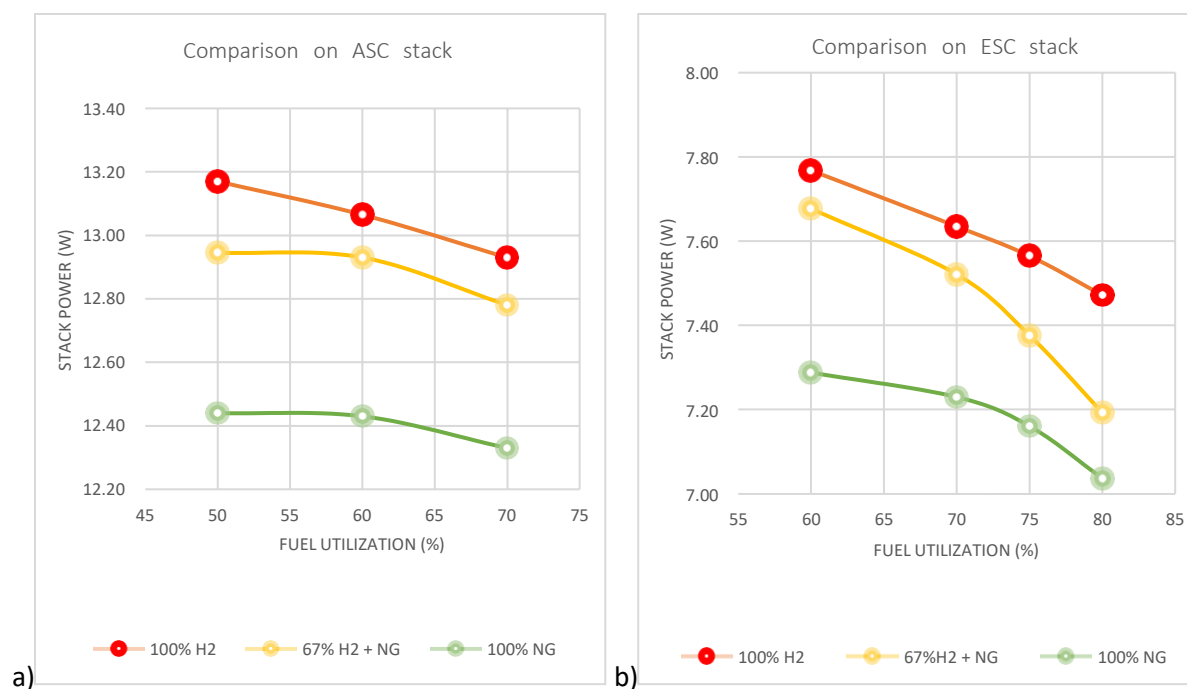 Comparison on ASC stack
13.40
13.20
13.00
12.80
12.60
12.40
12.20
STACK POWER (W)
45 50 55 60 65 70 75
FUEL UTILIZATION (%)
100% H2 67% H2 + NG 100% NG
a)
Comparison on ESC stack
8.00
7.80
7.60
7.40
7.20
7.00
STACK POWER (W)
55 60 65 70 75 80 85
FUEL UTILIZATION (%)
100% H2 67%H2 + NG 100% NG
b)